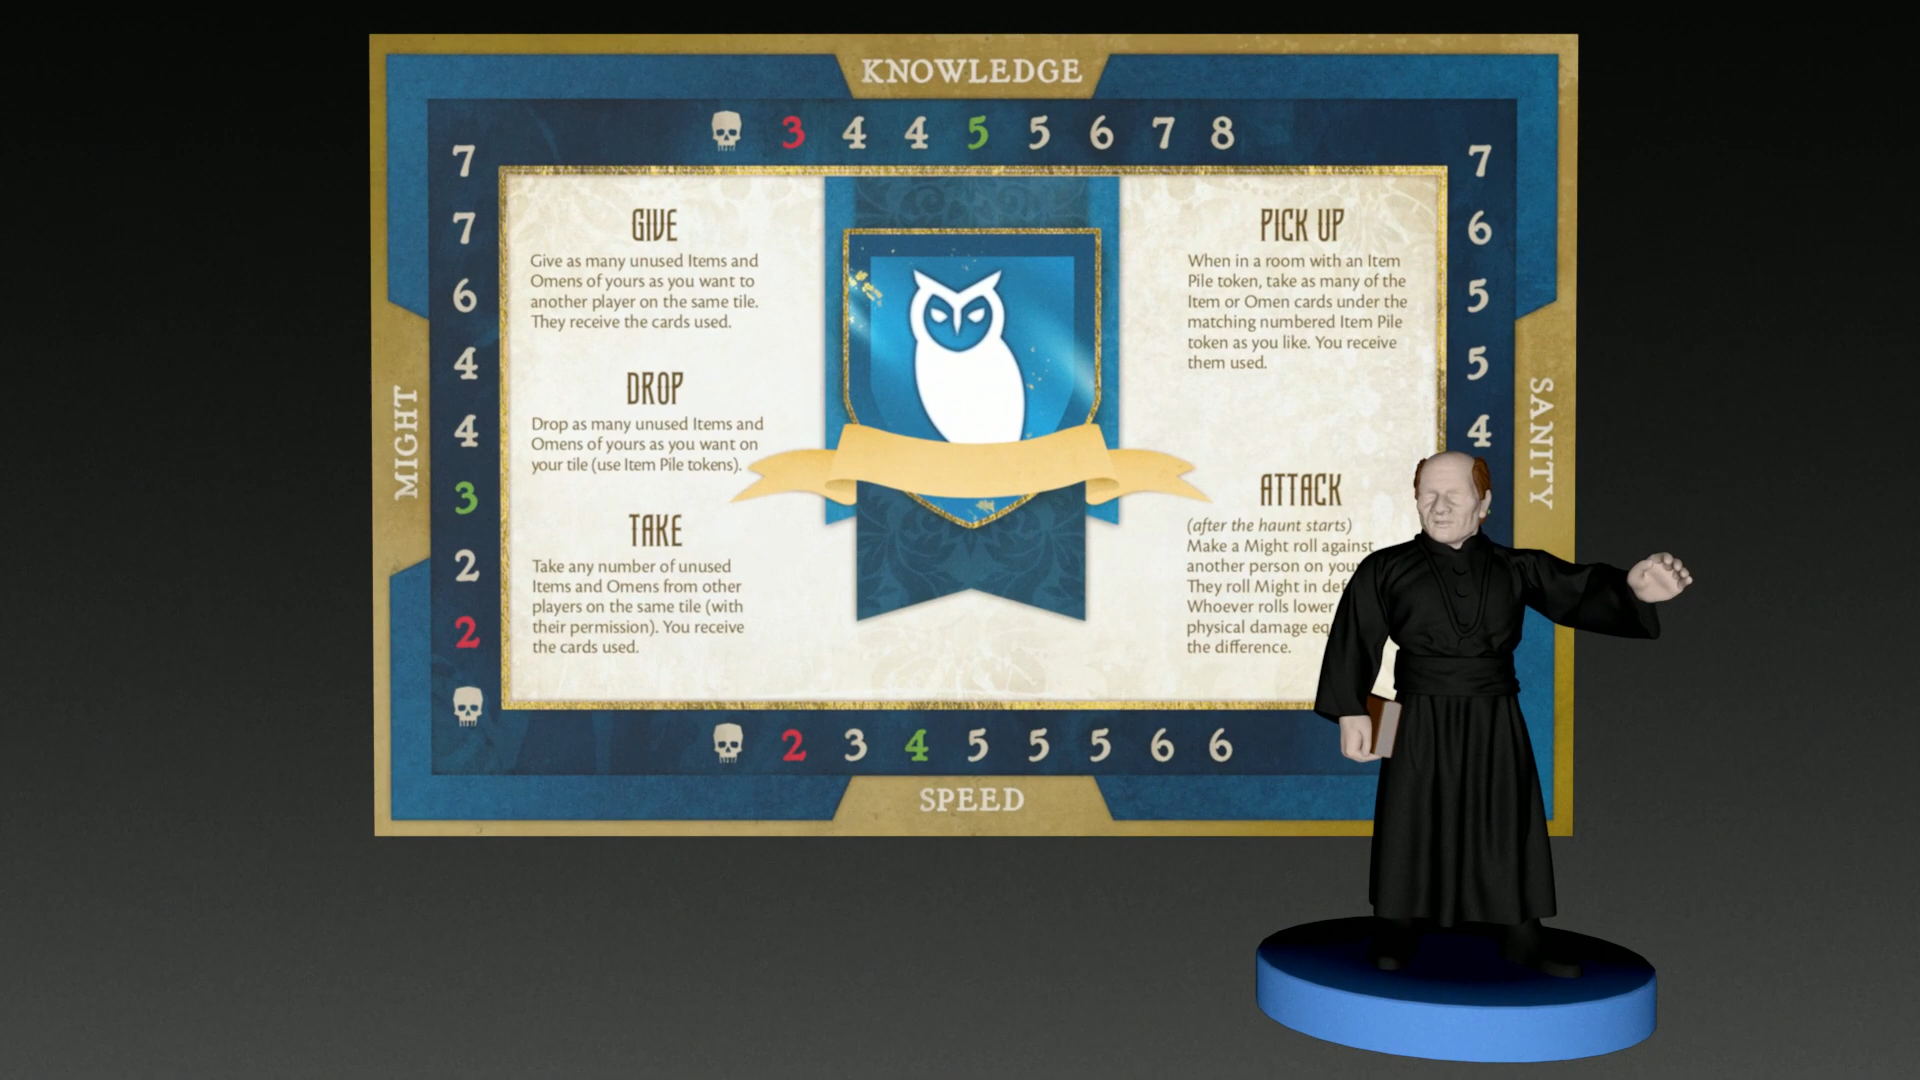 KNOWLEDGE
3 4 4 5 5 6 7 8
MIGHT
7
7
6
4
4
3
2
2
GIVE
Give as many unused Items and
Omens of yours as you want to
another player on the same tile.
They receive the cards used.
DROP
Drop as many unused Items and
Omens of yours as you want on
your tile (use Item Pile tokens).
TAKE
Take any number of unused
Items and Omens from other
players on the same tile (with
their permission). You receive
the cards used.
PICK UP
When in a room with an Item
Pile token, take as many of the
Item or Omen cards under the
matching numbered Item Pile
token as you like. You receive
them used.
ATTACK
(after the haunt starts)
Make a Might roll against
another person on
They roll Might in
Whoever rolls lower
physical damage
the difference.
7
6
5
5
4
SANITY
2 3 4 5 5 5 6 6
SPEED